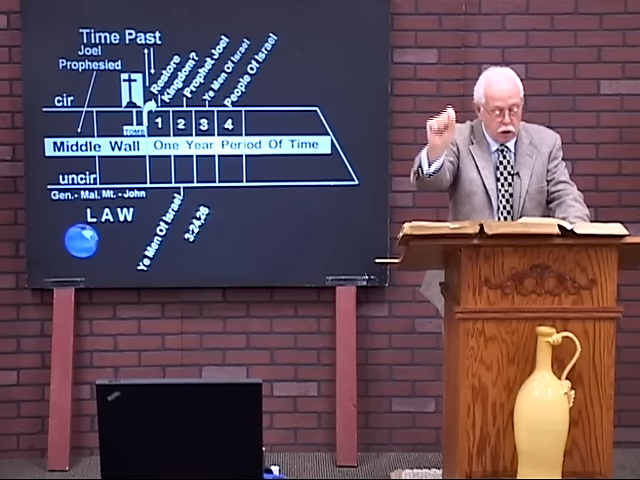 Time Past
Joel
Prophesied
Restore
Kingdom?
Prophet Joel
Ye Men Of Israel
People Of Israel
cir
TOMB
1 2 3 4
Middle Wall One Year Period Of Time
uncir
Gen.- Mal. Mt. - John
LAW
Ye Men Of Israel
3:24,26